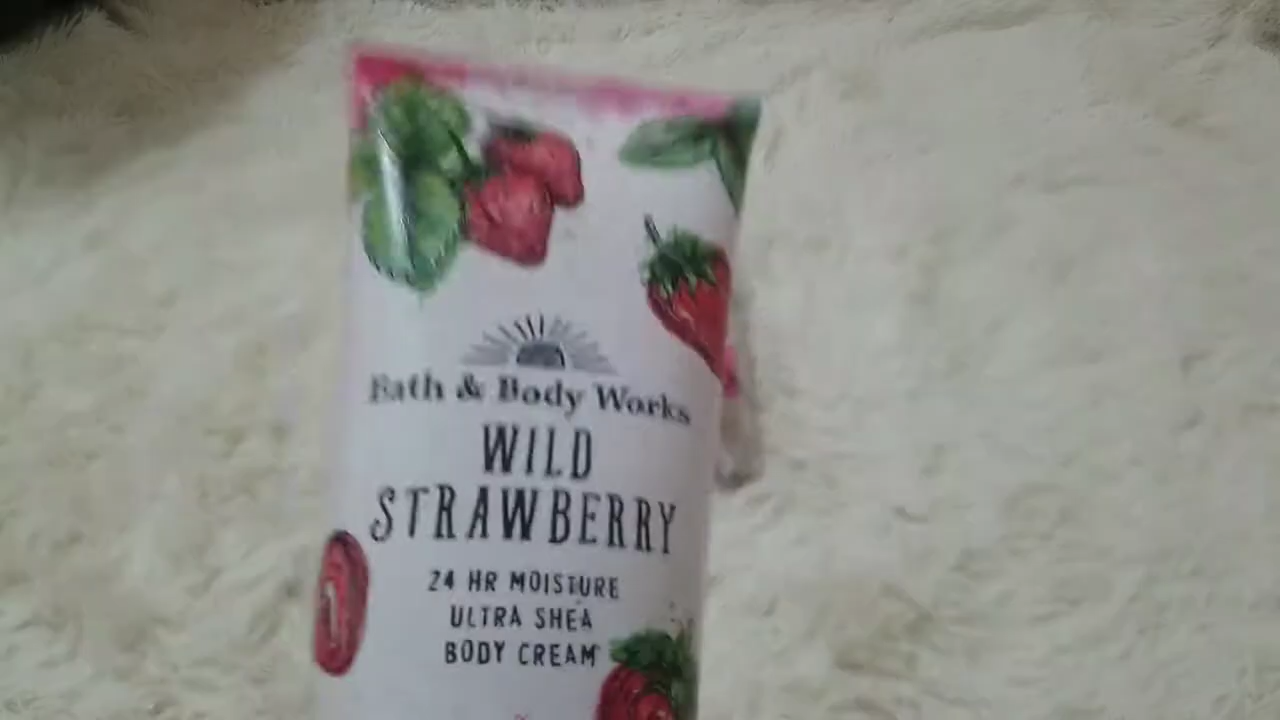 Bath & Body Works
WILD
STRAWBERRY
24 HR MOISTURE
ULTRA SHEA
BODY CREAM